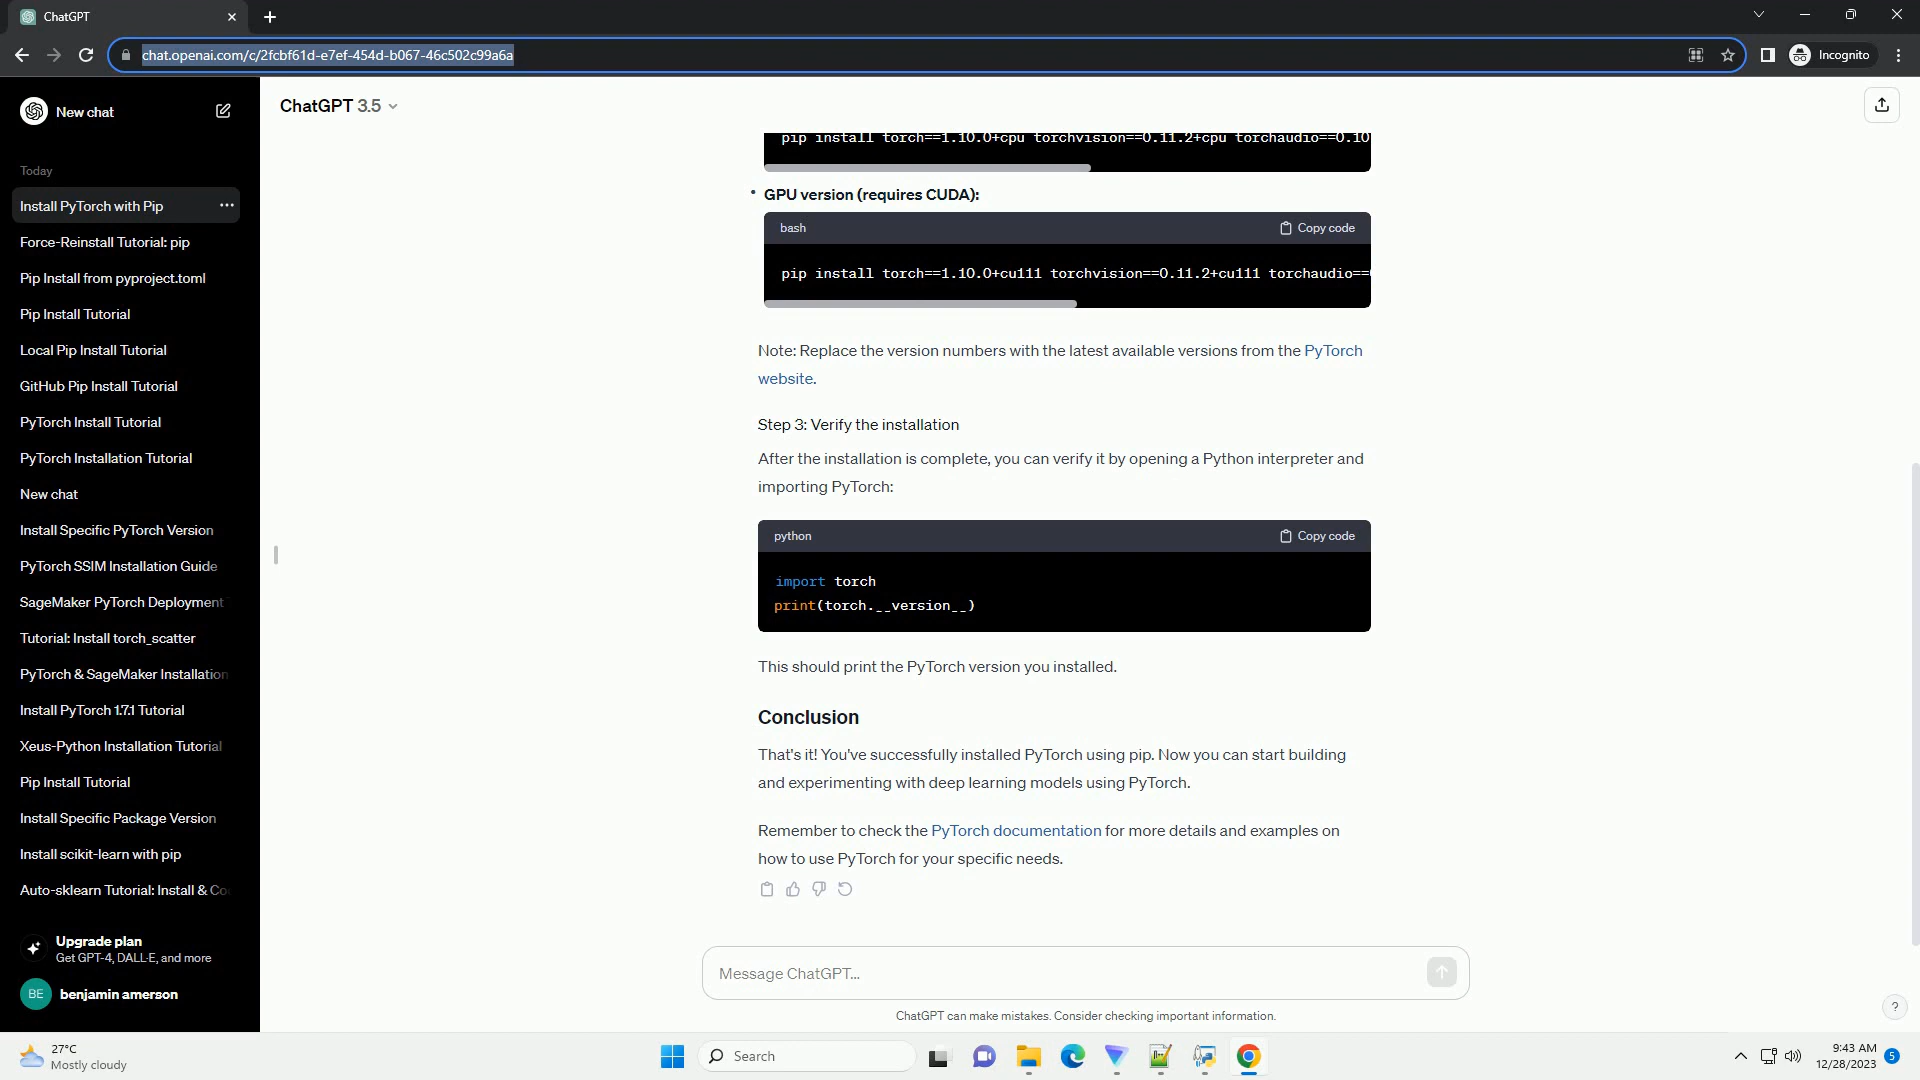 ChatGPT
chat.openai.com/c/2fcbf61d-e7ef-454d-b067-46c502c99a6a
Incognito
New chat
Today
Install PyTorch with Pip
Force-Reinstall Tutorial: pip
Pip Install from pyproject.toml
Pip Install Tutorial
Local Pip Install Tutorial
GitHub Pip Install Tutorial
PyTorch Install Tutorial
PyTorch Installation Tutorial
New chat
Install Specific PyTorch Version
PyTorch SSIM Installation Guide
SageMaker PyTorch Deployment
Tutorial: Install torch_scatter
PyTorch & SageMaker Installation
Install PyTorch 1.7.1 Tutorial
Xeus-Python Installation Tutorial
Pip Install Tutorial
Install Specific Package Version
Install scikit-learn with pip
Auto-sklearn Tutorial: Install & Co
Upgrade plan
Get GPT-4, DALL·E, and more
BE
benjamin amerson
ChatGPT 3.5
pip install torch==1.10.0+cpu torchvision==0.11.2+cpu torchaudio==0.10
• GPU version (requires CUDA):
bash
Copy code
pip install torch==1.10.0+cu111 torchvision==0.11.2+cu111 torchaudio==
Note: Replace the version numbers with the latest available versions from the PyTorch
website.
Step 3: Verify the installation
After the installation is complete, you can verify it by opening a Python interpreter and
importing PyTorch:
python
Copy code
import torch
print(torch.__version__)
This should print the PyTorch version you installed.
Conclusion
That's it! You've successfully installed PyTorch using pip. Now you can start building
and experimenting with deep learning models using PyTorch.
Remember to check the PyTorch documentation for more details and examples on
how to use PyTorch for your specific needs.
Message ChatGPT...
ChatGPT can make mistakes. Consider checking important information.
?
27°C
Mostly cloudy
Search
9:43 AM
12/28/2023
5